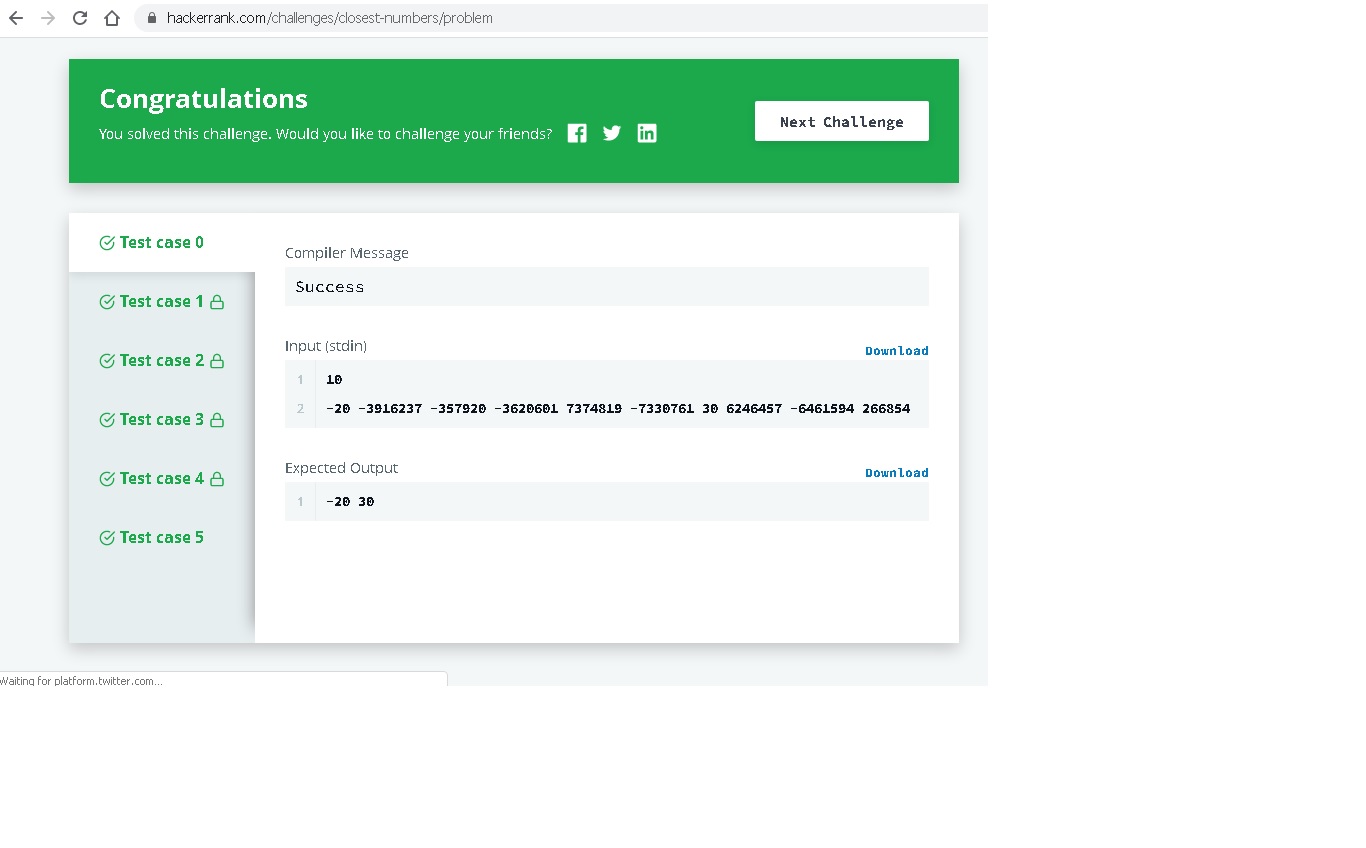 hackerrank.com/challenges/closest-numbers/problem
Congratulations
You solved this challenge. Would you like to challenge your friends?
Next Challenge
Test case 0
Test case 1
Test case 2
Test case 3
Test case 4
Test case 5
Compiler Message
Success
Input (stdin)
Download
1 10
2 -20 -3916237 -357920 -3620601 7374819 -7330761 30 6246457 -6461594 266854
Expected Output
Download
1 -20 30
Waiting for platform.twitter.com...